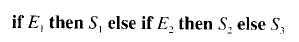 if E₁ then S₁ else if E₂ then S₂ else S₃